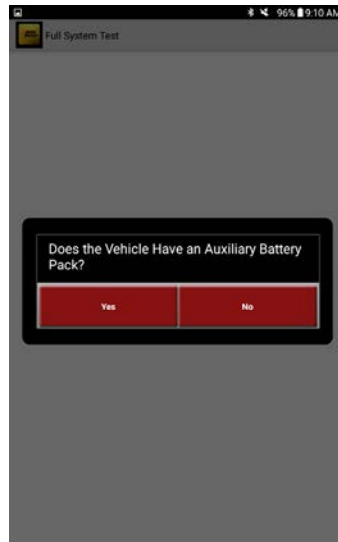 96% 9:10 AM
Full System Test
Does the Vehicle Have an Auxiliary Battery
Pack?
Yes
No